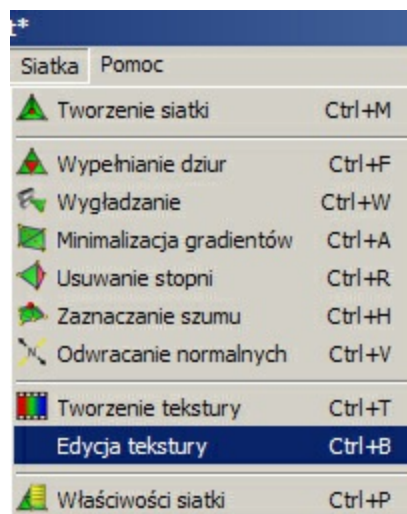 t*
Siatka Pomoc
Tworzenie siatki Ctrl+M
Wypełnianie dziur Ctrl+F
Wygładzanie Ctrl+W
Minimalizacja gradientów Ctrl+A
Usuwanie stopni Ctrl+R
Zaznaczanie szumu Ctrl+H
Odwracanie normalnych Ctrl+V
Tworzenie tekstury Ctrl+T
Edycja tekstury Ctrl+B
Właściwości siatki Ctrl+P